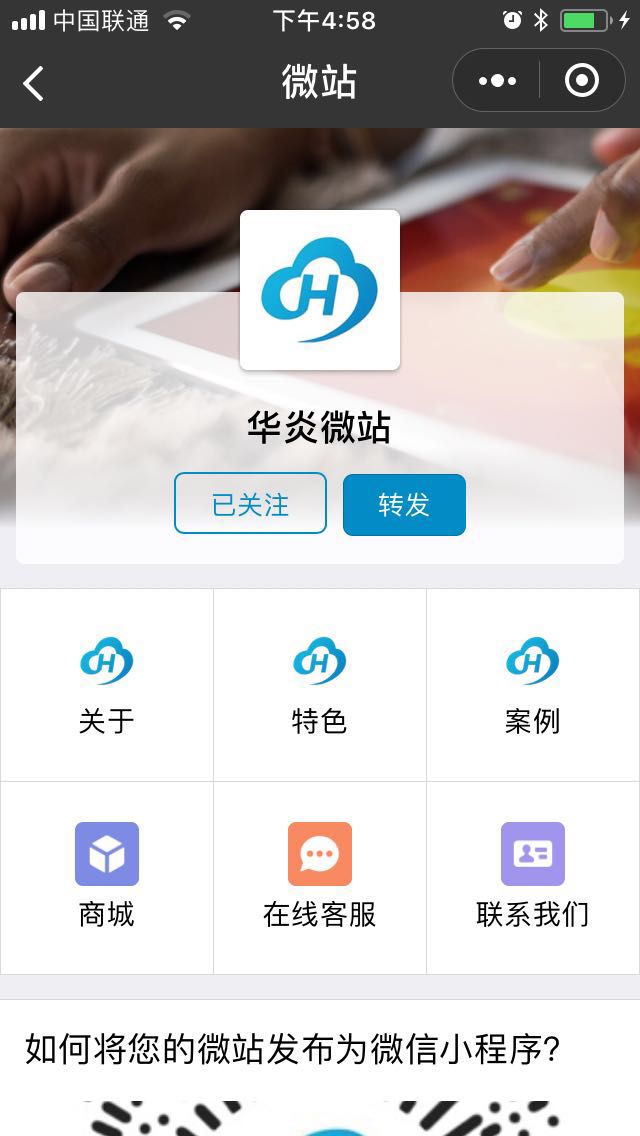 中国联通
下午4:58
微站
H
华炎微站
已关注
转发
H
H
H
关于
特色
案例
商城
在线客服
联系我们
如何将您的微站发布为微信小程序?